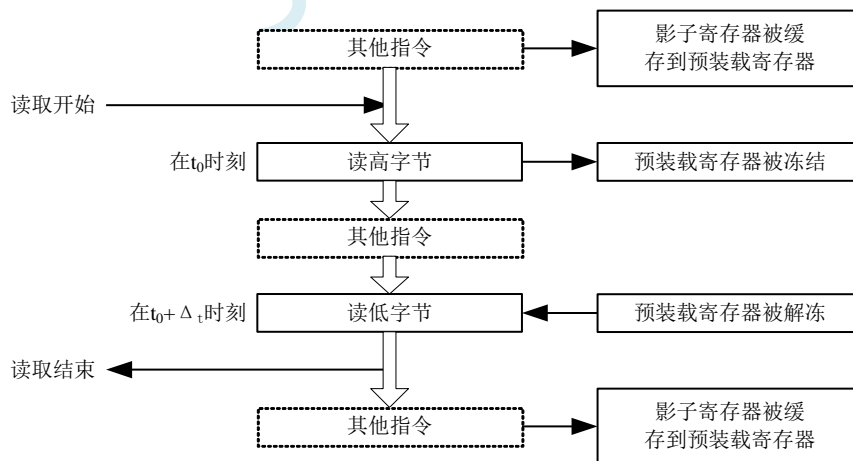 其他指令
影子寄存器被缓
存到预装载寄存器
读取开始
在t₀时刻
读高字节
预装载寄存器被冻结
其他指令
在t₀+Δₜ时刻
读低字节
预装载寄存器被解冻
读取结束
其他指令
影子寄存器被缓
存到预装载寄存器